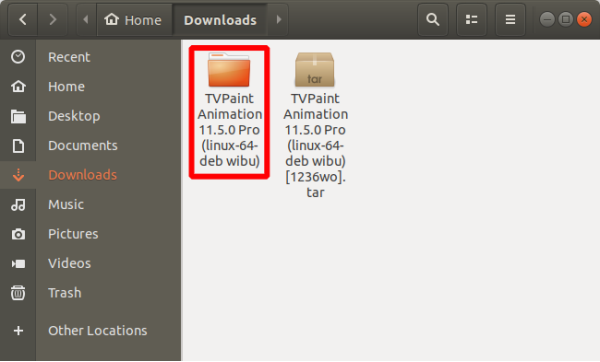 Home
Downloads
Recent
Home
Desktop
Documents
Downloads
Music
Pictures
Videos
Trash
Other Locations
TVPaint
Animation
11.5.0 Pro
(linux-64-
deb wibu)
TVPaint
Animation
11.5.0 Pro
(linux-64-
deb wibu)
[1236wo].
tar
tar